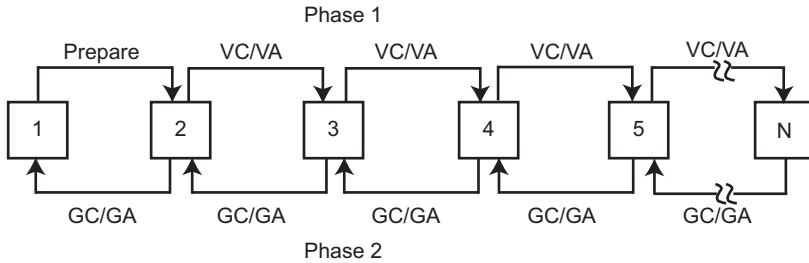 Phase 1
Prepare VC/VA VC/VA VC/VA VC/VA
1 2 3 4 5 N
GC/GA GC/GA GC/GA GC/GA GC/GA
Phase 2